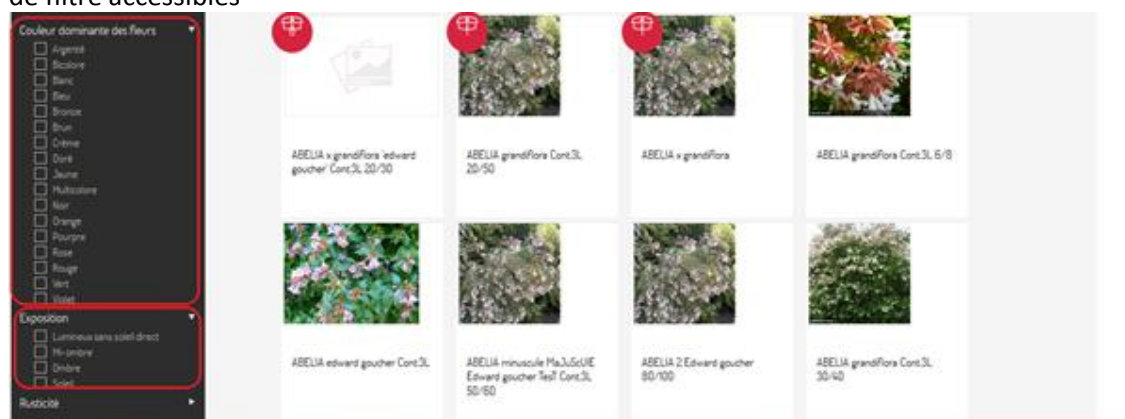 de filtre accessibles
Couleur dominante des fleurs
Argenté
Bicolore
Blanc
Bleu
Bronze
Brun
Crème
Doré
Jaune
Multicolore
Noir
Orange
Pourpre
Rose
Rouge
Vert
Violet
Exposition
Lumineux sans soleil direct
Mi-ombre
Ombre
Soleil
Rusticité
ABELIA x grandiflora 'edward
goucher' Cont.3L 20/30
ABELIA grandiflora Cont.3L
20/50
ABELIA x grandiflora
ABELIA grandiflora Cont.3L 6/8
ABELIA edward goucher Cont.3L
ABELIA minuscule MaJuScUlE
Edward goucher TesT Cont.3L
50/60
ABELIA 2 Edward goucher
80/100
ABELIA grandiflora Cont.3L
30/40